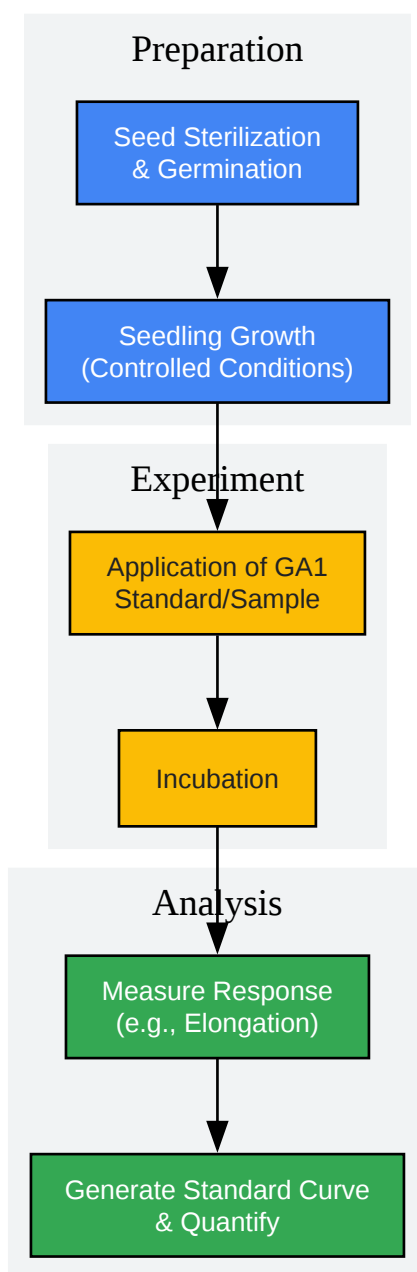 Preparation
Seed Sterilization
& Germination
Seedling Growth
(Controlled Conditions)
Experiment
Application of GA1
Standard/Sample
Incubation
Analysis
Measure Response
(e.g., Elongation)
Generate Standard Curve
& Quantify